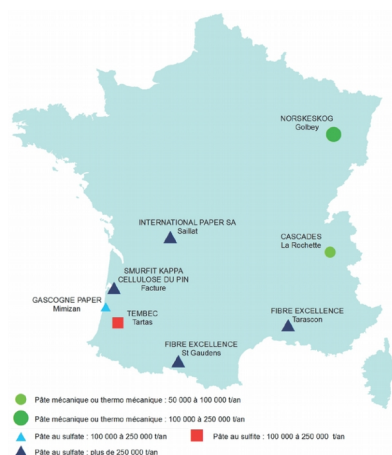 NORSKESKOG
Golbey
INTERNATIONAL PAPER SA
Saillat
CASCADES
La Rochette
SMURFIT KAPPA
CELLULOSE DU PIN
Facture
GASCOGNE PAPER
Mimizan
TEMBEC
Tartas
FIBRE EXCELLENCE
Tarascon
FIBRE EXCELLENCE
St Gaudens
Pâte mécanique ou thermo mécanique : 50 000 à 100 000 t/an
Pâte mécanique ou thermo mécanique : 100 000 à 250 000 t/an
Pâte au sulfate : 100 000 à 250 000 t/an
Pâte au sulfite : 100 000 à 250 000 t/an
Pâte au sulfate : plus de 250 000 t/an